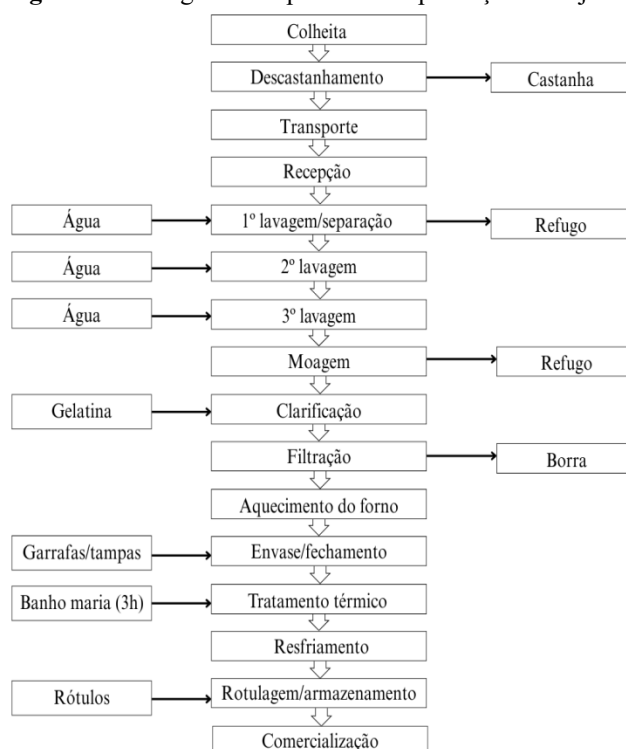 Colheita
Descastanhamento
Castanha
Transporte
Recepção
Água
1º lavagem/separação
Refugo
Água
2º lavagem
Água
3º lavagem
Moagem
Refugo
Gelatina
Clarificação
Filtração
Borra
Aquecimento do forno
Garrafas/tampas
Envase/fechamento
Banho maria (3h)
Tratamento térmico
Resfriamento
Rótulos
Rotulagem/armazenamento
Comercialização